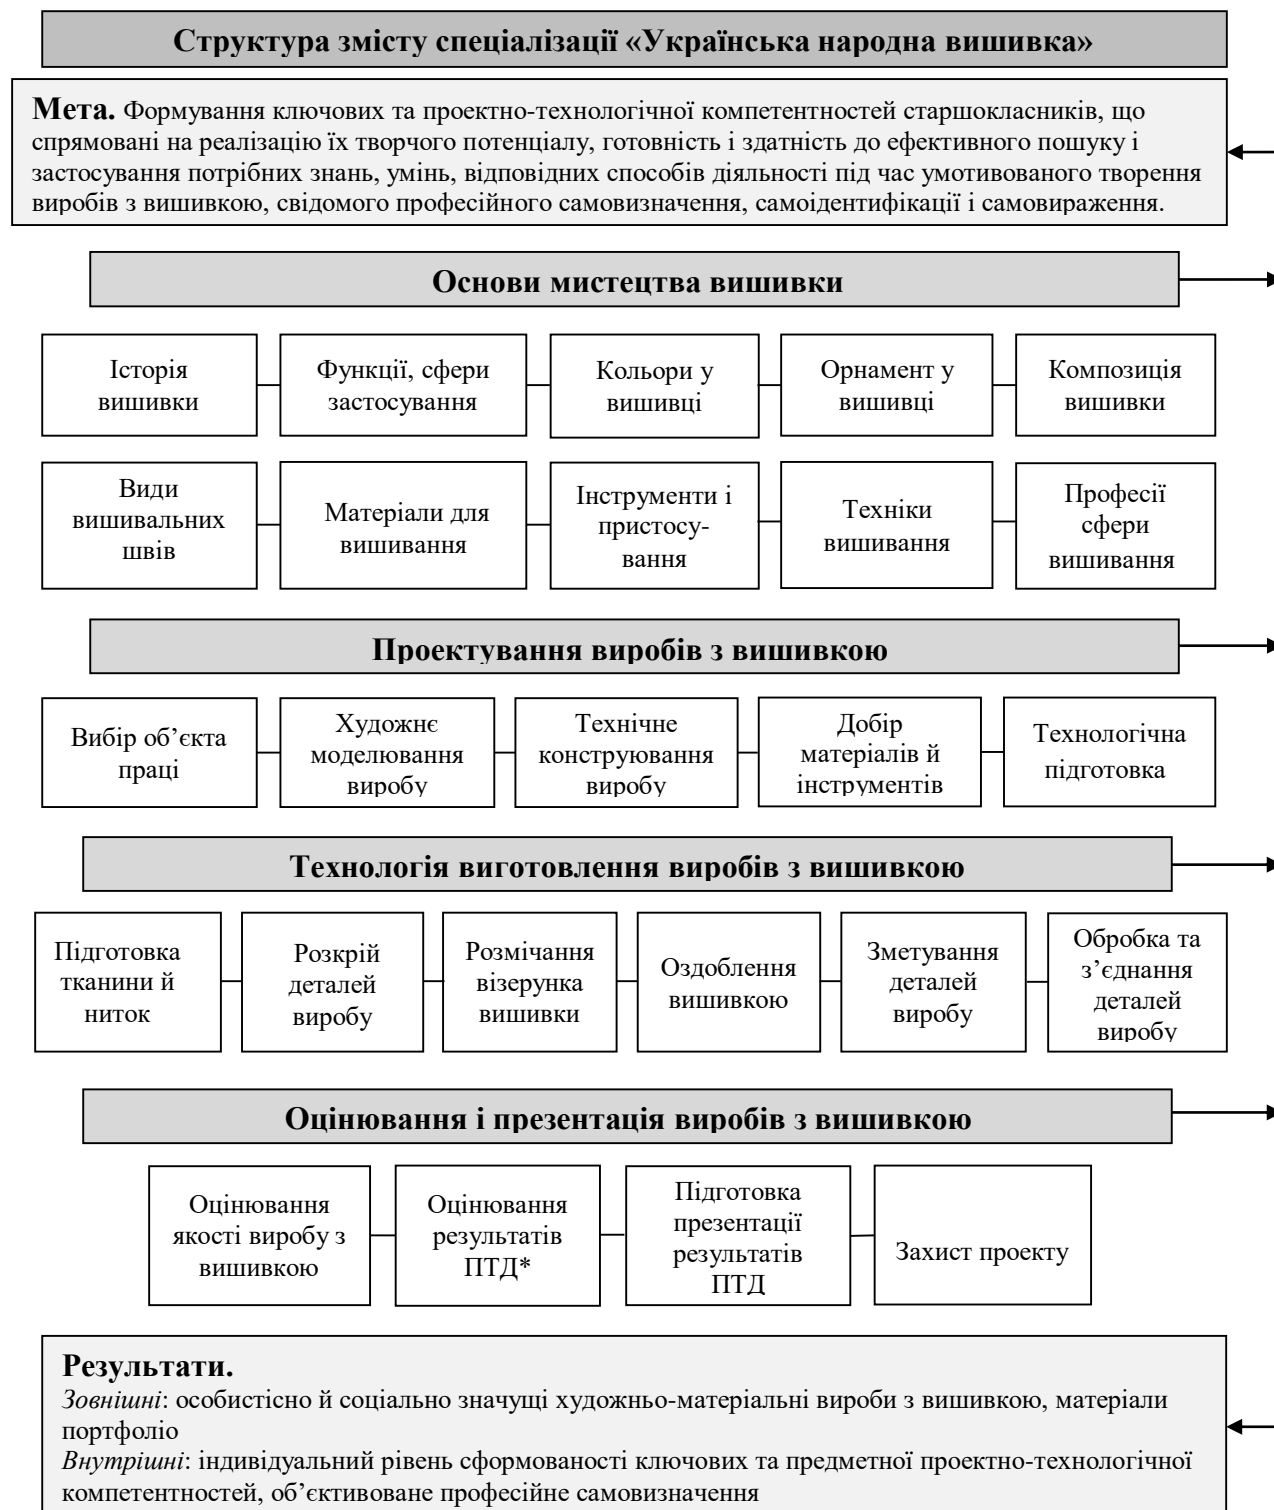 Структура змісту спеціалізації «Українська народна вишивка»
Мета. Формування ключових та проектно-технологічної компетентностей старшокласників, що
спрямовані на реалізацію їх творчого потенціалу, готовність і здатність до ефективного пошуку і
застосування потрібних знань, умінь, відповідних способів діяльності під час умотивованого творення
виробів з вишивкою, свідомого професійного самовизначення, самоідентифікації і самовираження.
Основи мистецтва вишивки
Історія
вишивки
Функції, сфери
застосування
Кольори у
вишивці
Орнамент у
вишивці
Композиція
вишивки
Види
вишивальних
швів
Матеріали для
вишивання
Інструменти і
пристосу-
вання
Техніки
вишивання
Професії
сфери
вишивання
Проектування виробів з вишивкою
Вибір об’єкта
праці
Художнє
моделювання
виробу
Технічне
конструювання
виробу
Добір
матеріалів й
інструментів
Технологічна
підготовка
Технологія виготовлення виробів з вишивкою
Підготовка
тканини й
ниток
Розкрій
деталей
виробу
Розмічання
візерунка
вишивки
Оздоблення
вишивкою
Зметування
деталей
виробу
Обробка та
з’єднання
деталей
виробу
Оцінювання і презентація виробів з вишивкою
Оцінювання
якості виробу з
вишивкою
Оцінювання
результатів
ПТД*
Підготовка
презентації
результатів
ПТД
Захист проекту
Результати.
Зовнішні: особистісно й соціально значущі художньо-матеріальні вироби з вишивкою, матеріали
портфоліо
Внутрішні: індивідуальний рівень сформованості ключових та предметної проектно-технологічної
компетентностей, об’єктивоване професійне самовизначення